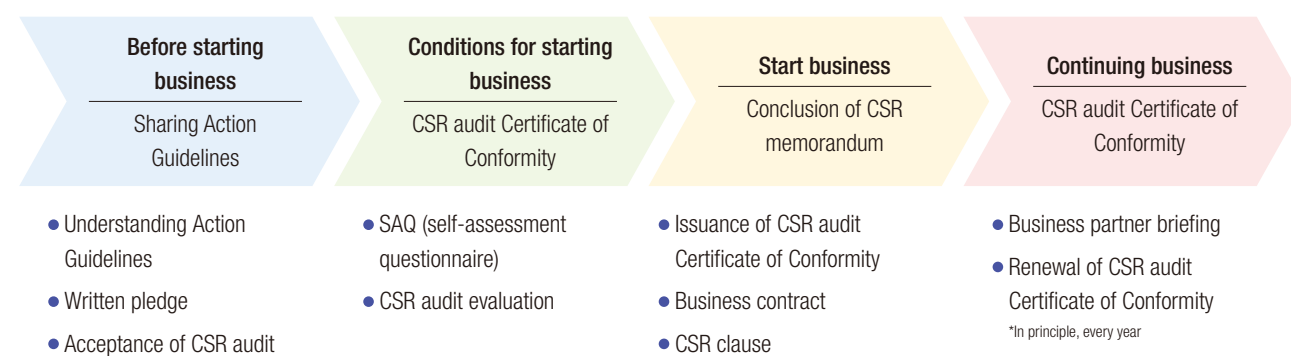 Before starting
business
Sharing Action
Guidelines
Conditions for starting
business
CSR audit Certificate of
Conformity
Start business
Conclusion of CSR
memorandum
Continuing business
CSR audit Certificate of
Conformity
● Understanding Action
Guidelines
● Written pledge
● Acceptance of CSR audit
● SAQ (self-assessment
questionnaire)
● CSR audit evaluation
● Issuance of CSR audit
Certificate of Conformity
● Business contract
● CSR clause
● Business partner briefing
● Renewal of CSR audit
Certificate of Conformity
*In principle, every year